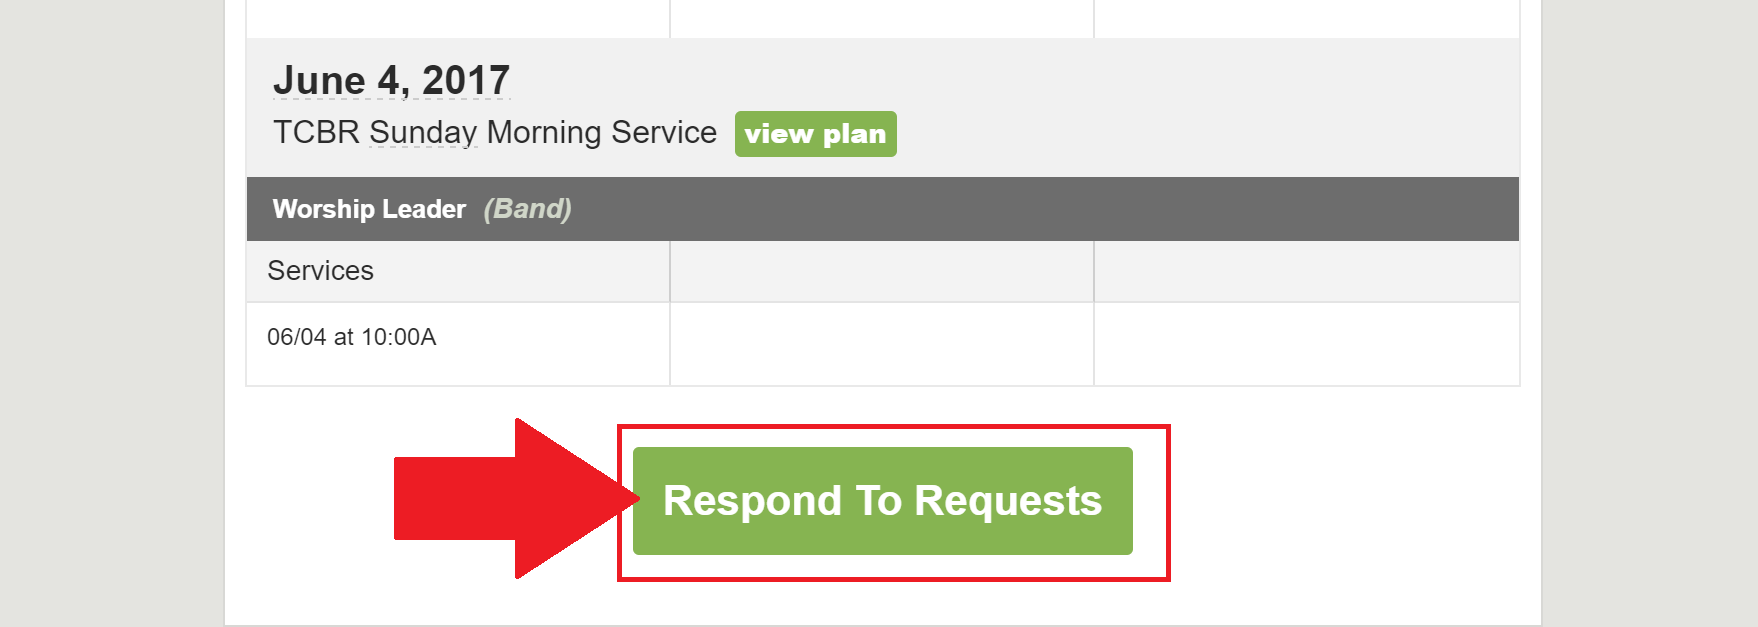 June 4, 2017
TCBR Sunday Morning Service view plan
Worship Leader (Band)
Services
06/04 at 10:00A
Respond To Requests